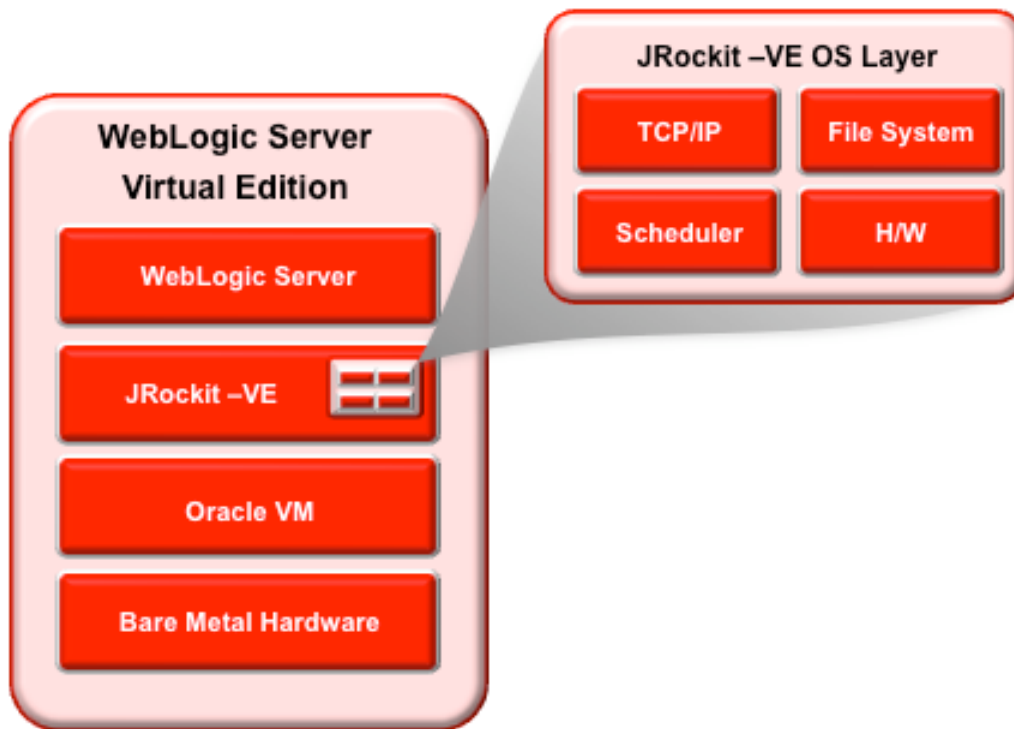 WebLogic Server
Virtual Edition
WebLogic Server
JRockit –VE
Oracle VM
Bare Metal Hardware
JRockit –VE OS Layer
TCP/IP
File System
Scheduler
H/W